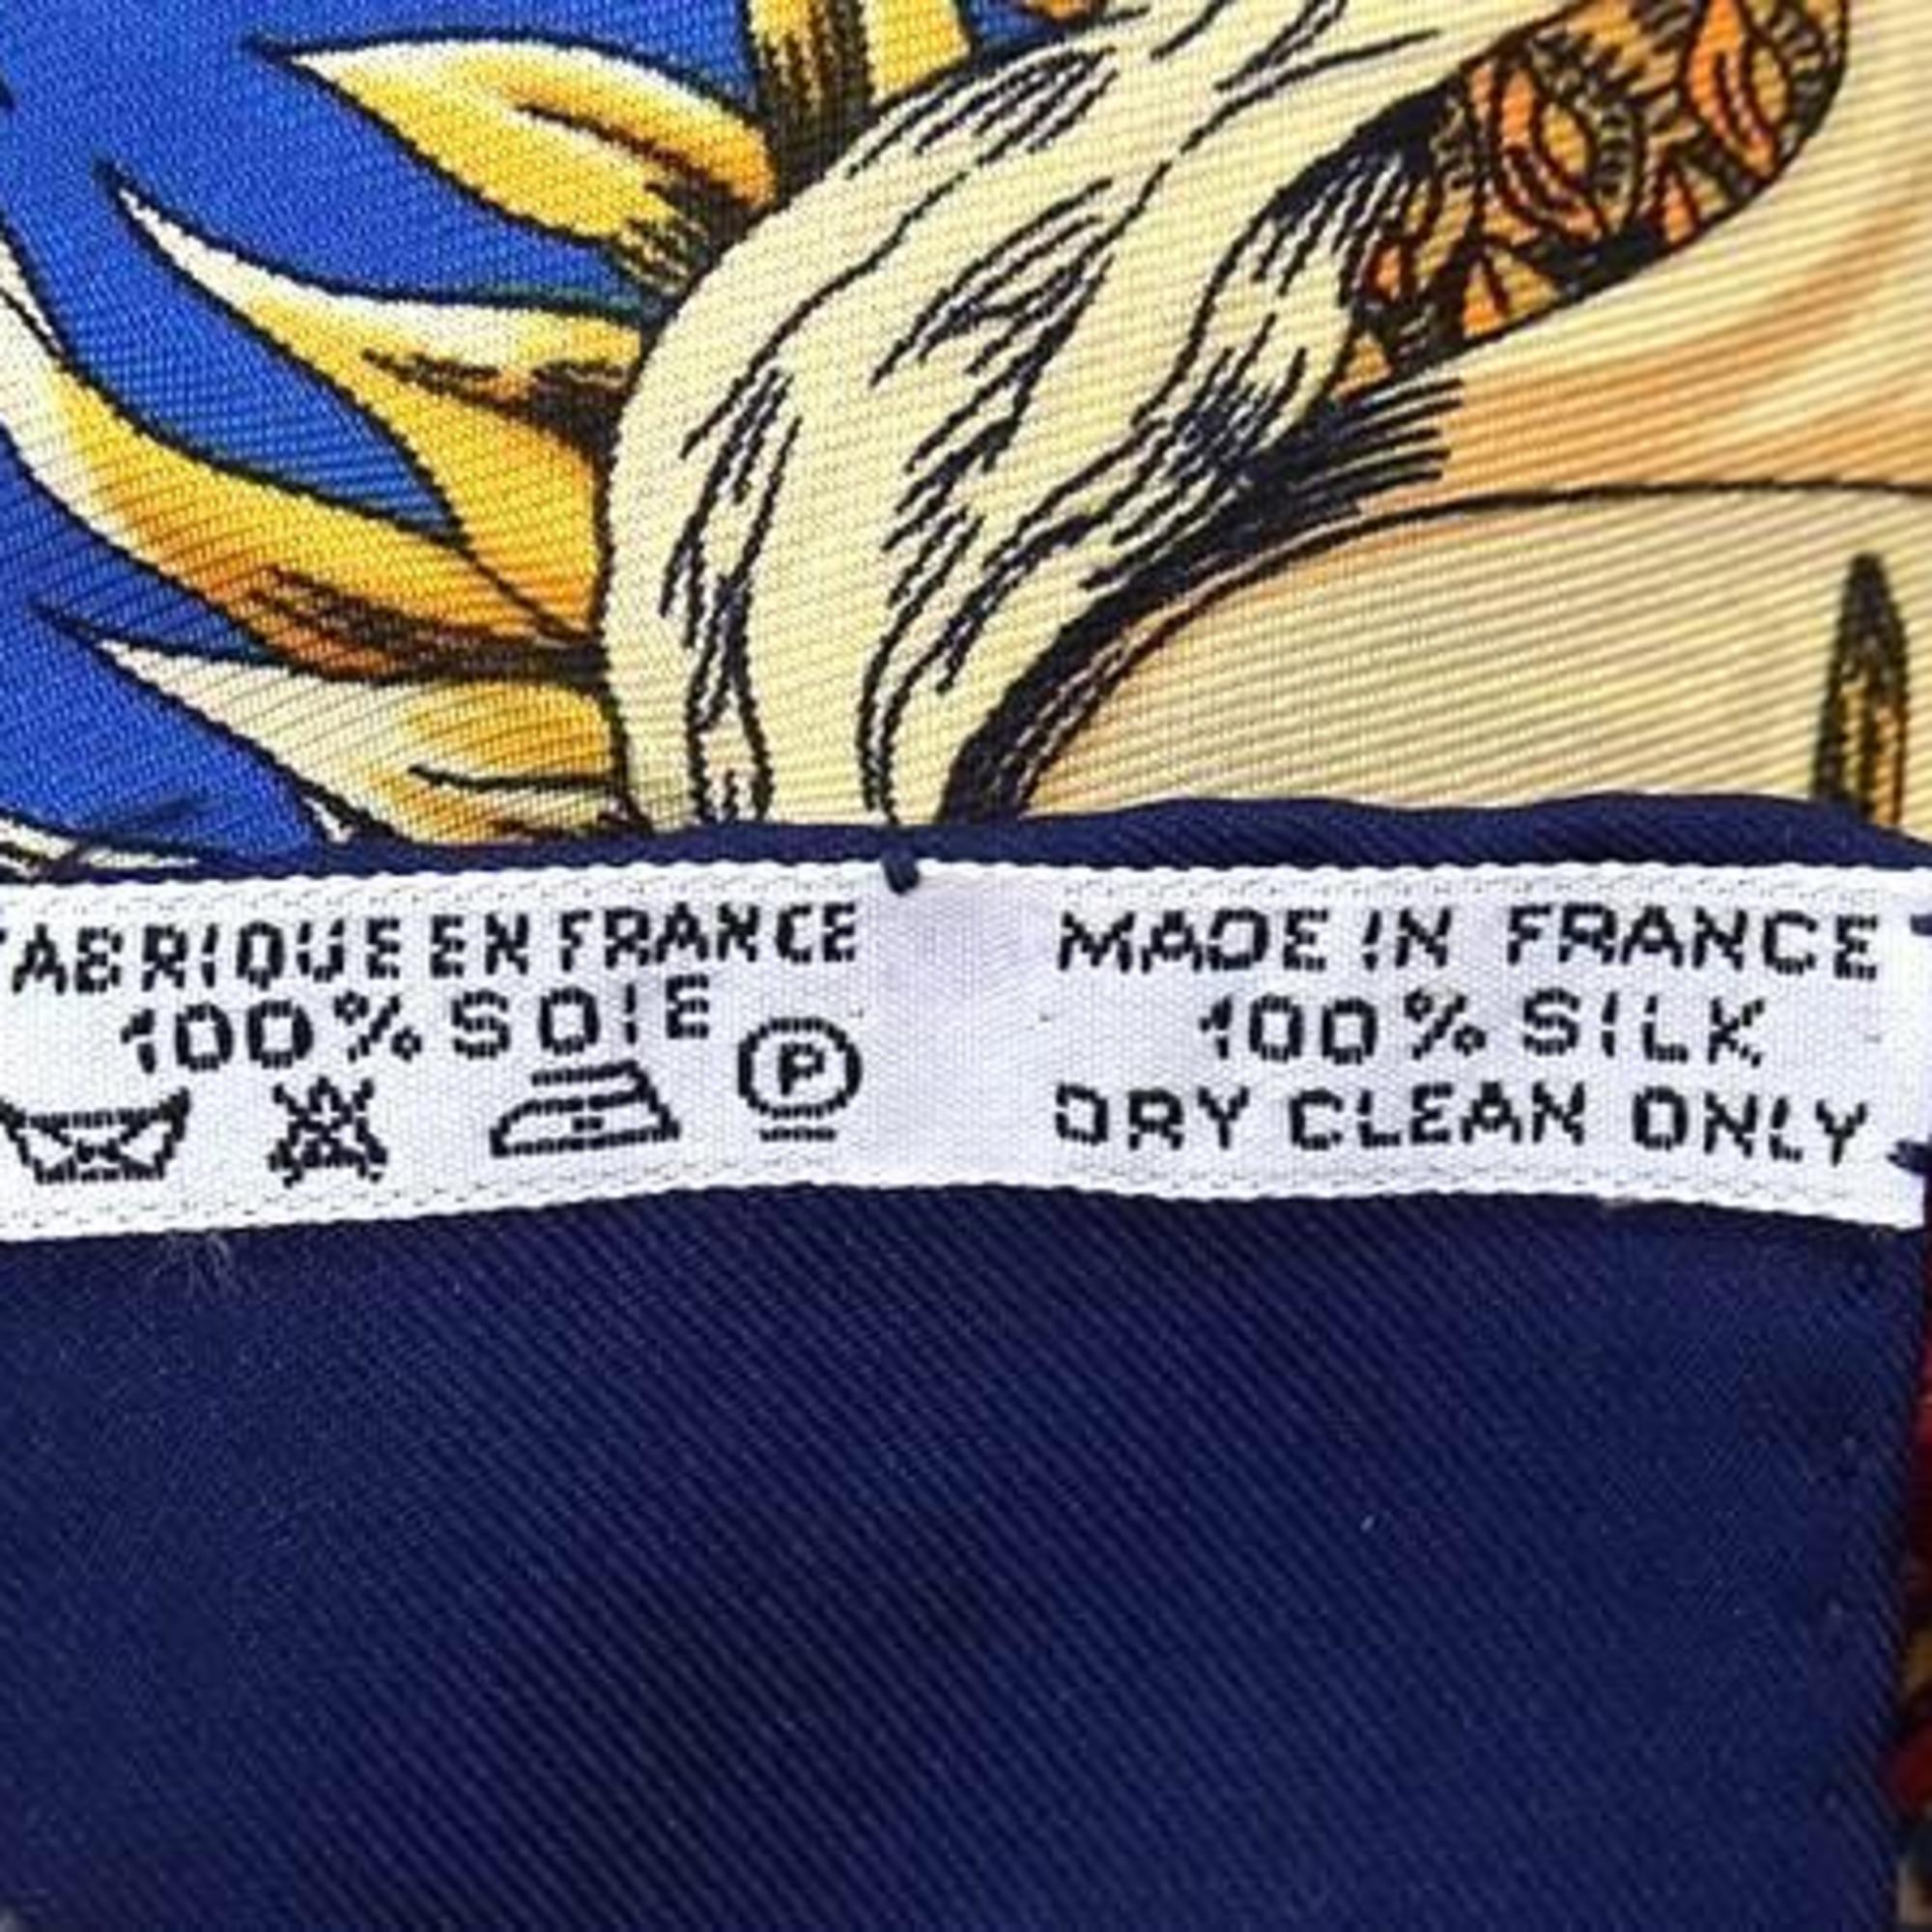 FABRIQUE EN FRANCE
100% SOIE
P
MADE IN FRANCE
100% SILK
DRY CLEAN ONLY